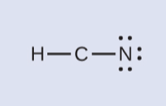 H — C — N